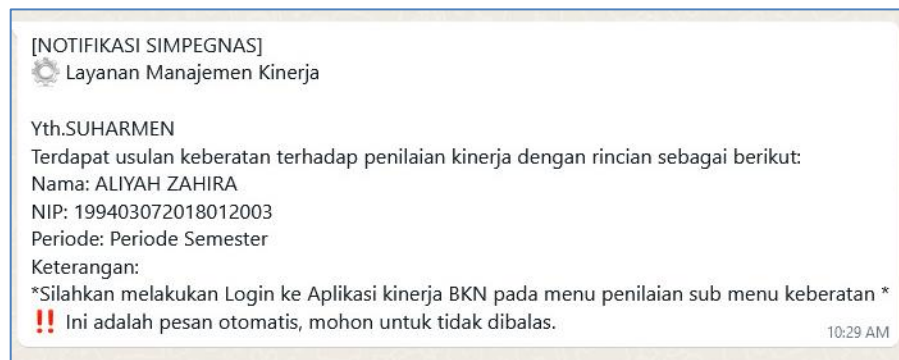 [NOTIFIKASI SIMPEGNAS]
⚙️ Layanan Manajemen Kinerja
Yth.SUHARMEN
Terdapat usulan keberatan terhadap penilaian kinerja dengan rincian sebagai berikut:
Nama: ALIYAH ZAHIRA
NIP: 199403072018012003
Periode: Periode Semester
Keterangan:
*Silahkan melakukan Login ke Aplikasi kinerja BKN pada menu penilaian sub menu keberatan *
‼️ Ini adalah pesan otomatis, mohon untuk tidak dibalas.
10:29 AM